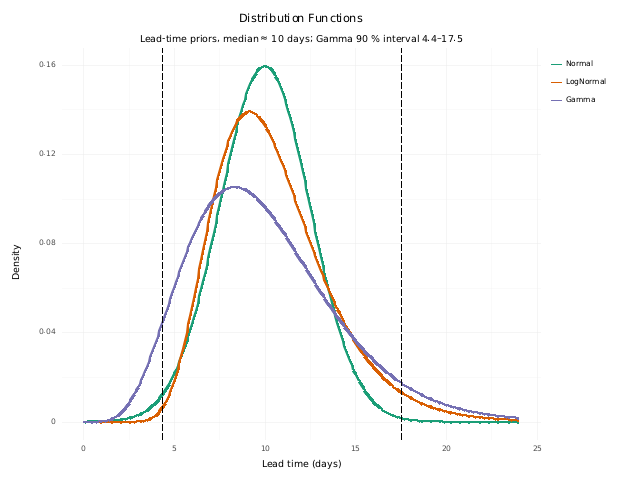 Distribution Functions
Lead-time priors, median ≈ 10 days; Gamma 90 % interval 4.4–17.5
Normal
LogNormal
Gamma
Density
0.16
0.12
0.08
0.04
0
0
5
10
15
20
25
Lead time (days)